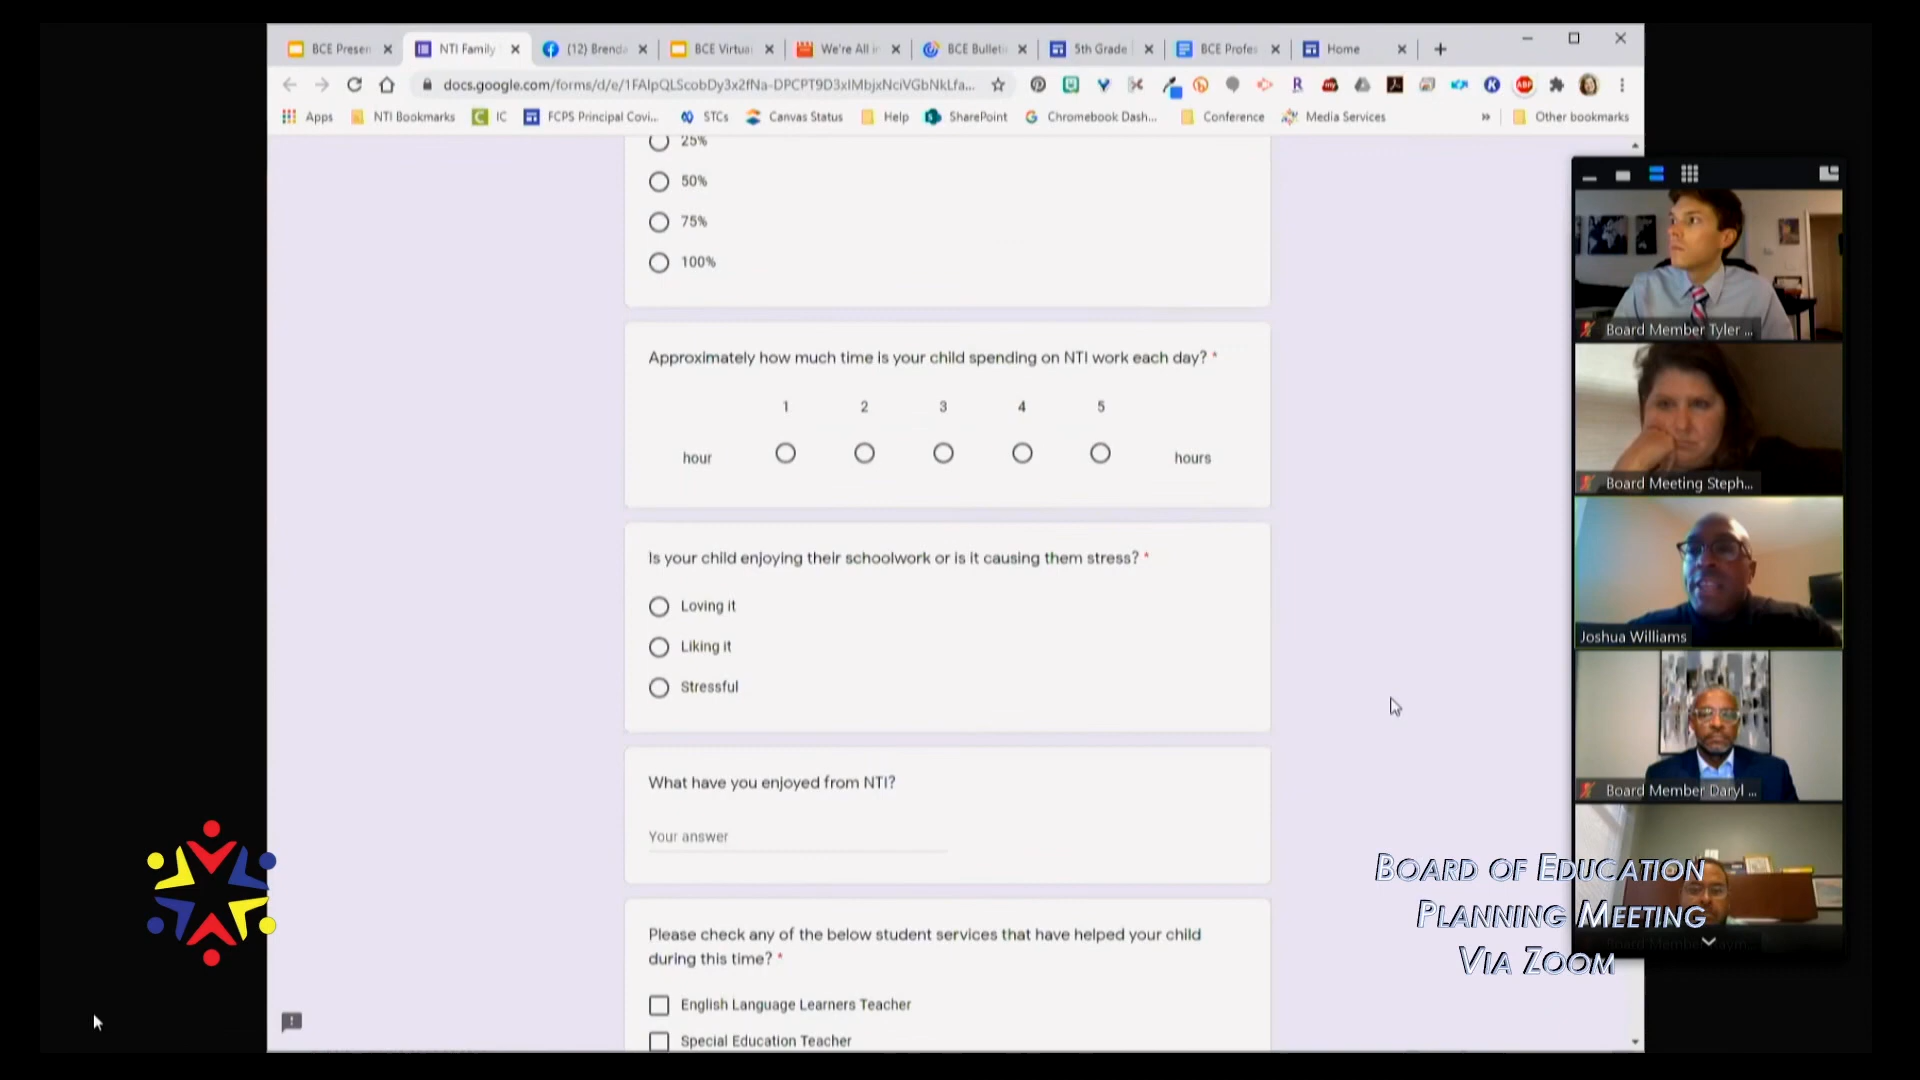 BCE Presen
NTI Family
(12) Brenda
BCE Virtua
We're All i
BCE Bullet
5th Grade
BCE Profes
Home
docs.google.com/forms/d/e/1FAIpQLScobDy3x2fNa-DPCPT9D3xIMbjxNciVGbNkLfa...
Apps
NTI Bookmarks
IC
FCPS Principal Covi...
STCs
Canvas Status
Help
SharePoint
Chromebook Dash...
Conference
Media Services
»
Other bookmarks
25%
50%
75%
100%
Approximately how much time is your child spending on NTI work each day? *
1 2 3 4 5
hour
hours
Is your child enjoying their schoolwork or is it causing them stress? *
Loving it
Liking it
Stressful
What have you enjoyed from NTI?
Your answer
Please check any of the below student services that have helped your child
during this time? *
English Language Learners Teacher
Special Education Teacher
Board Member Tyler ...
Board Meeting Steph...
Joshua Williams
Board Member Daryl ...
BOARD OF EDUCATION
PLANNING MEETING
VIA ZOOM